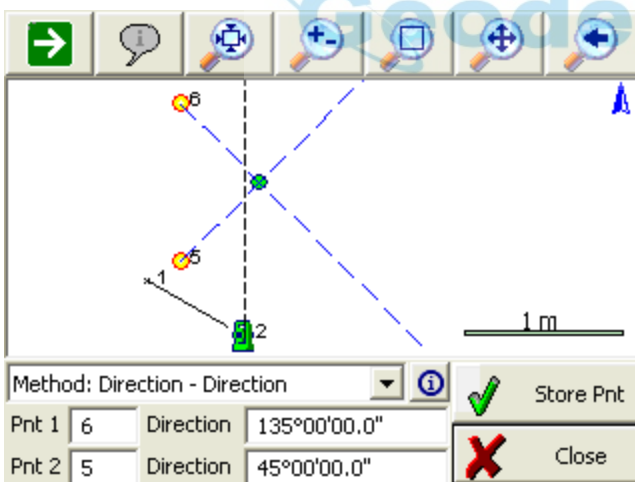 Geode
6
5
1
2
1 m
Method: Direction - Direction
Store Pnt
Pnt 1 6 Direction 135°00'00.0"
Close
Pnt 2 5 Direction 45°00'00.0"